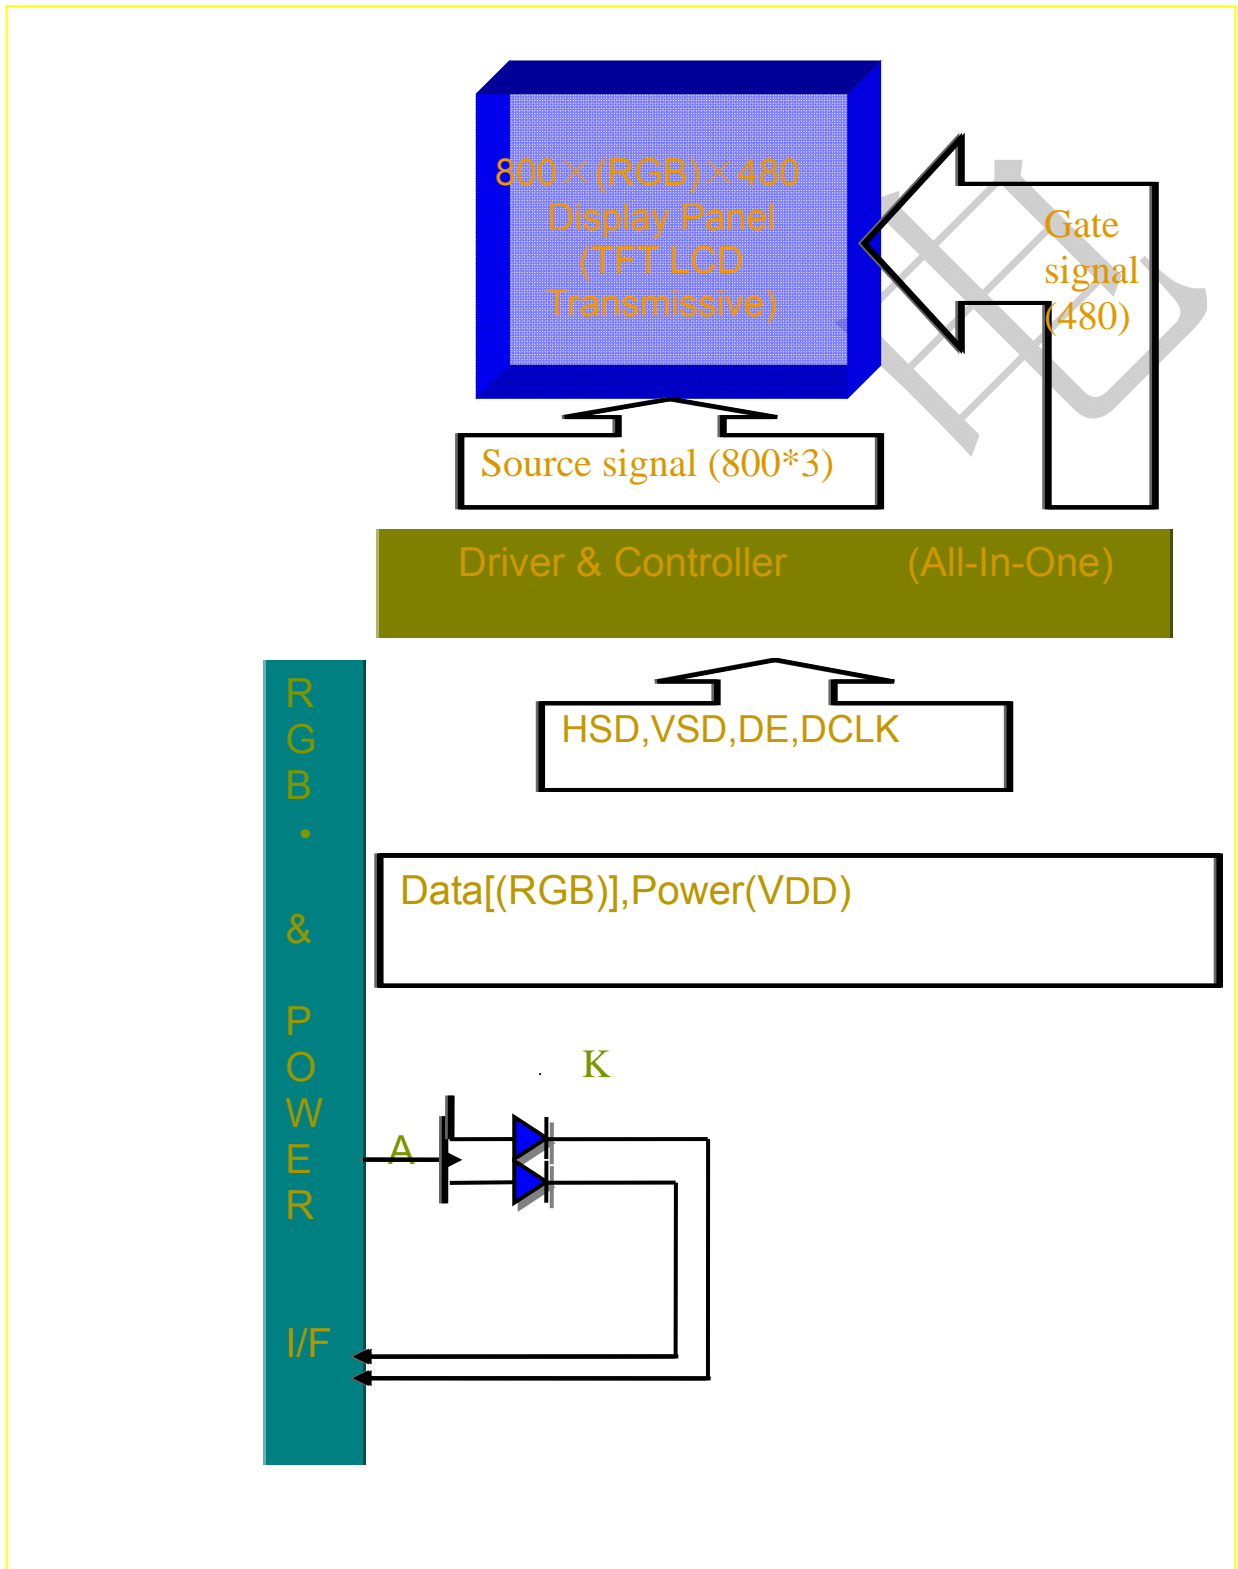 800×(RGB)×480
Display Panel
(TFT LCD
Transmissive)
Gate
signal
(480)
Source signal (800*3)
Driver & Controller (All-In-One)
HSD,VSD,DE,DCLK
R
G
B
•
&
P
O
W
E
R
I/F
Data[(RGB)],Power(VDD)
K
A